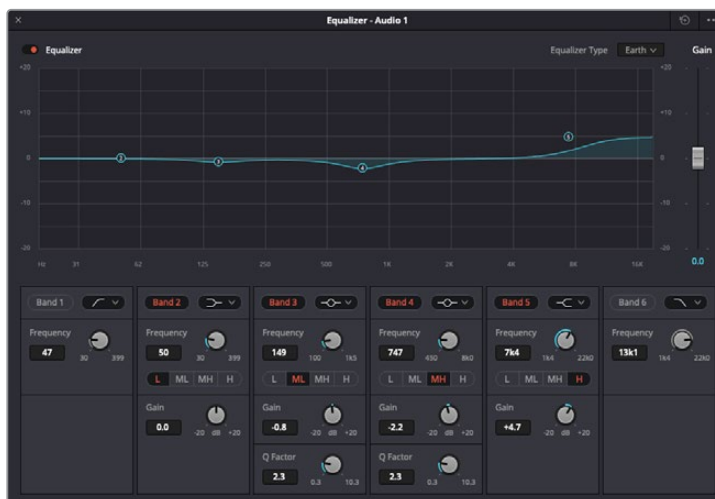 Equalizer - Audio 1
Equalizer
Equalizer Type Earth Gain
+20 +20
+10 +10
0 0
-10 -10
-20 -20
Hz 31 62 125 250 500 1K 2K 4K 8K 16K
0.0
2 3 4 5
Band 1 Band 2 Band 3 Band 4 Band 5 Band 6
Frequency Frequency Frequency Frequency Frequency Frequency
47 30 399 50 30 399 149 100 1k5 747 450 8k0 7k4 1k4 22k0 13k1 1k4 22k0
L ML MH H L ML MH H L ML MH H L ML MH H
Gain Gain Gain Gain
0.0 -20 dB +20 -0.8 -20 dB +20 -2.2 -20 dB +20 +4.7 -20 dB +20
Q Factor Q Factor
2.3 0.3 10.3 2.3 0.3 10.3